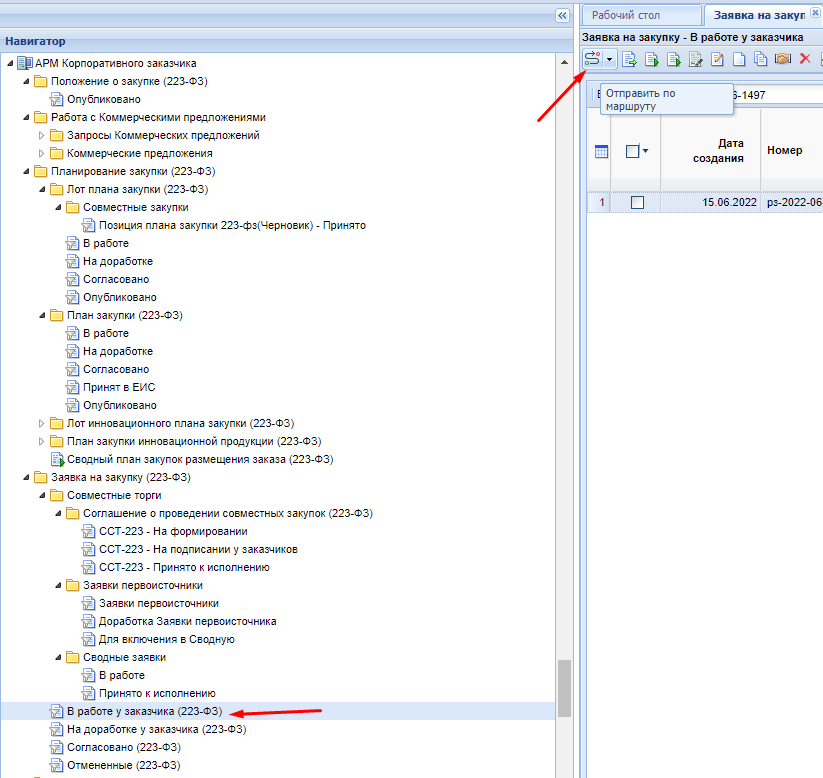 Навигатор
АРМ Корпоративного заказчика
Положение о закупке (223-ФЗ)
Опубликовано
Работа с Коммерческими предложениями
Запросы Коммерческих предложений
Коммерческие предложения
Планирование закупки (223-ФЗ)
Лот плана закупки (223-ФЗ)
Совместные закупки
Позиция плана закупки 223-фз(Черновик) - Принято
В работе
На доработке
Согласовано
Опубликовано
План закупки (223-ФЗ)
В работе
На доработке
Согласовано
Принят в ЕИС
Опубликовано
Лот инновационного плана закупки (223-ФЗ)
План закупки инновационной продукции (223-ФЗ)
Сводный план закупок размещения заказа (223-ФЗ)
Заявка на закупку (223-ФЗ)
Совместные торги
Соглашение о проведении совместных закупок (223-ФЗ)
ССТ-223 - На формировании
ССТ-223 - На подписании у заказчиков
ССТ-223 - Принято к исполнению
Заявки первоисточники
Заявки первоисточники
Доработка Заявки первоисточника
Для включения в Сводную
Сводные заявки
В работе
Принято к исполнению
В работе у заказчика (223-ФЗ)
На доработке у заказчика (223-ФЗ)
Согласовано (223-ФЗ)
Отмененные (223-ФЗ)
Рабочий стол
Заявка на закуп
Заявка на закупку - В работе у заказчика
Отправить по
маршруту
6-1497
Дата
создания
Номер
1 15.06.2022 рз-2022-06